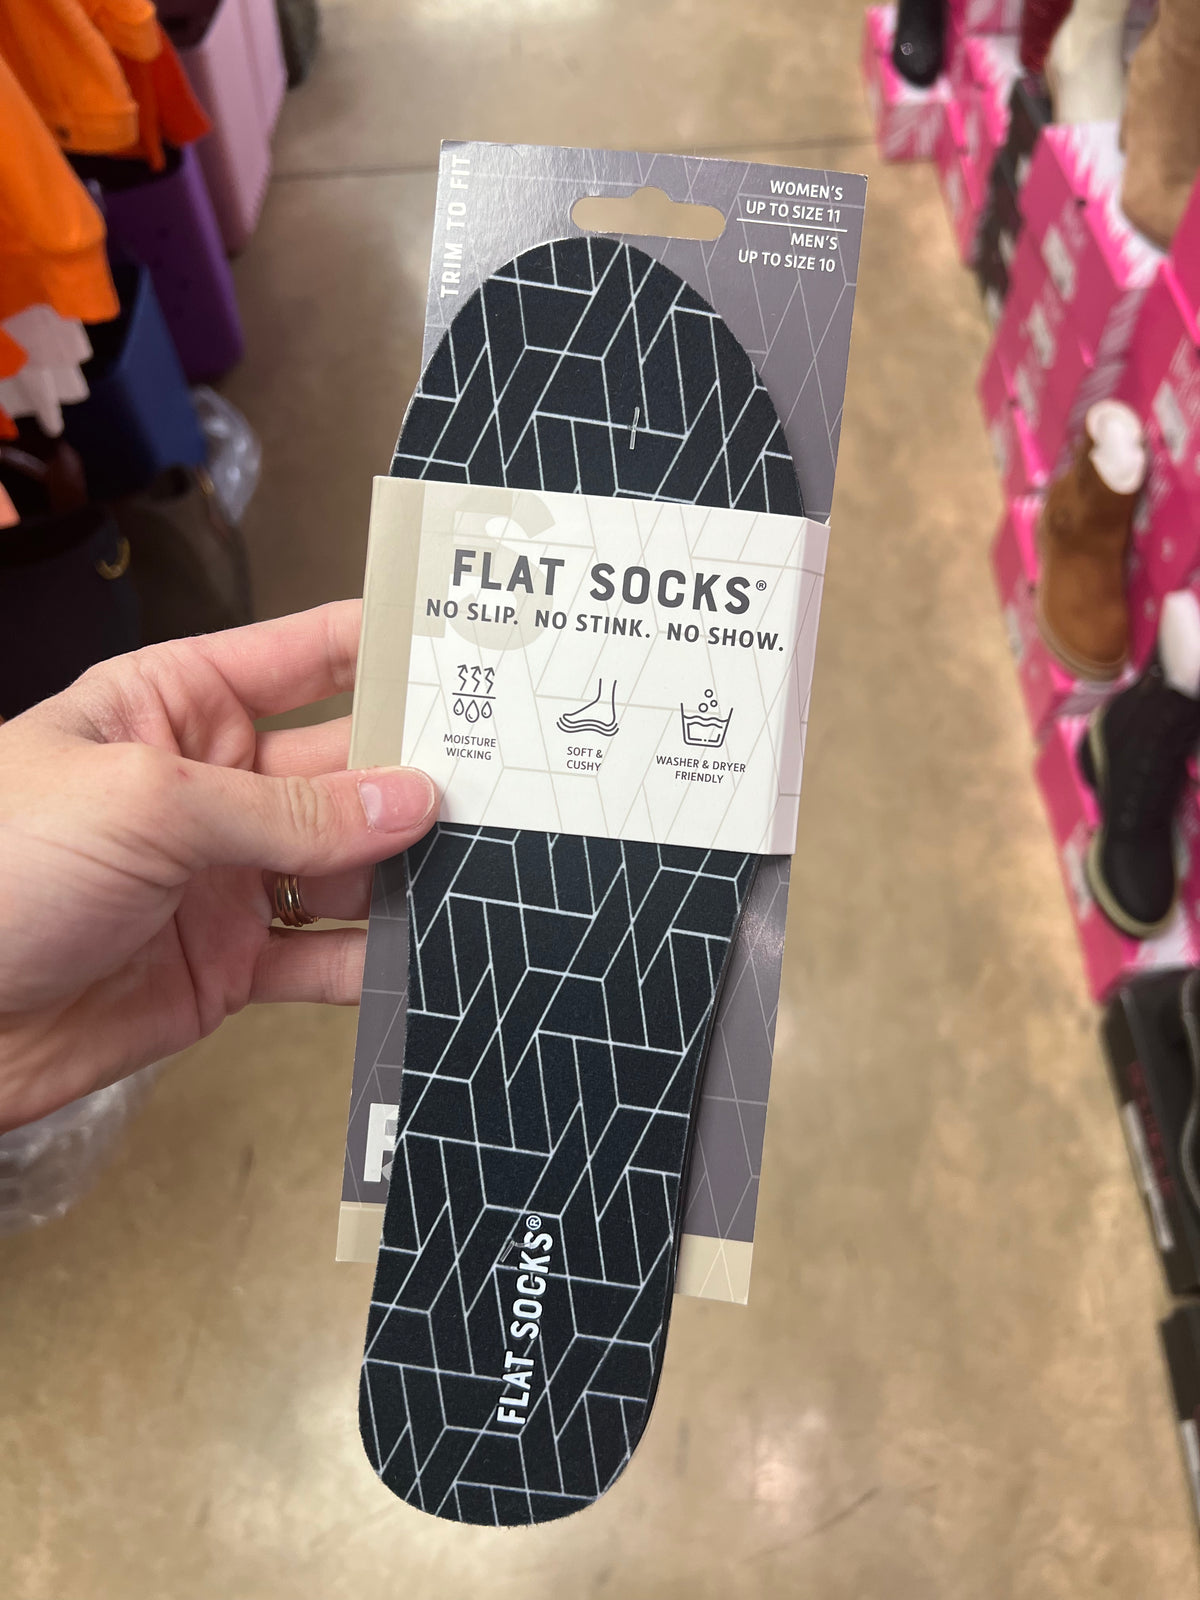 TRIM TO FIT
WOMEN'S
UP TO SIZE 11
MEN'S
UP TO SIZE 10
FLAT SOCKS®
NO SLIP. NO STINK. NO SHOW.
MOISTURE
WICKING
SOFT &
CUSHY
WASHER & DRYER
FRIENDLY
FLAT SOCKS®